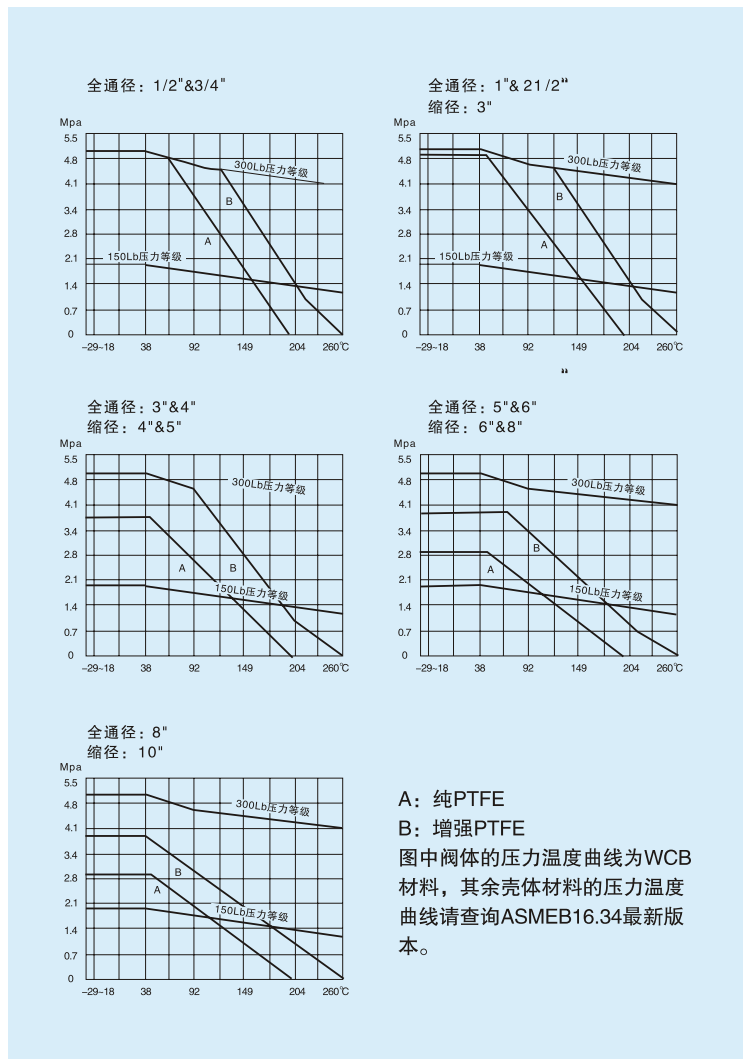 全通径：1/2"&3/4"
Mpa
5.5
4.8
4.1
3.4
2.8
2.1
1.4
0.7
0
300Lb压力等级
B
A
150Lb压力等级
−29~18 38 92 149 204 260℃
全通径：1"& 21/2"
缩径：3"
Mpa
5.5
4.8
4.1
3.4
2.8
2.1
1.4
0.7
0
300Lb压力等级
B
A
150Lb压力等级
−29~18 38 92 149 204 260℃
"
全通径：3"&4"
缩径：4"&5"
Mpa
5.5
4.8
4.1
3.4
2.8
2.1
1.4
0.7
0
300Lb压力等级
A B
150Lb压力等级
−29~18 38 92 149 204 260℃
全通径：5"&6"
缩径：6"&8"
Mpa
5.5
4.8
4.1
3.4
2.8
2.1
1.4
0.7
0
300Lb压力等级
B
A
150Lb压力等级
−29~18 38 92 149 204 260℃
全通径：8"
缩径：10"
Mpa
5.5
4.8
4.1
3.4
2.8
2.1
1.4
0.7
0
300Lb压力等级
B
A
150Lb压力等级
−29~18 38 92 149 204 260℃
A：纯PTFE
B：增强PTFE
图中阀体的压力温度曲线为WCB
材料，其余壳体材料的压力温度
曲线请查询ASMEB16.34最新版
本。